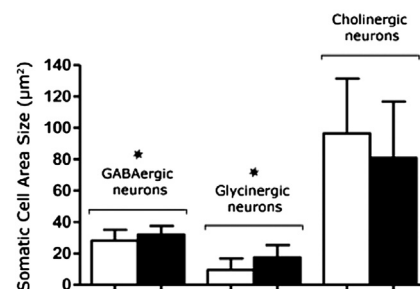 Cholinergic
neurons
Somatic Cell Area Size (µm²)
140
120
100
80
60
40
20
0
*
GABAergic
neurons
*
Glycinergic
neurons